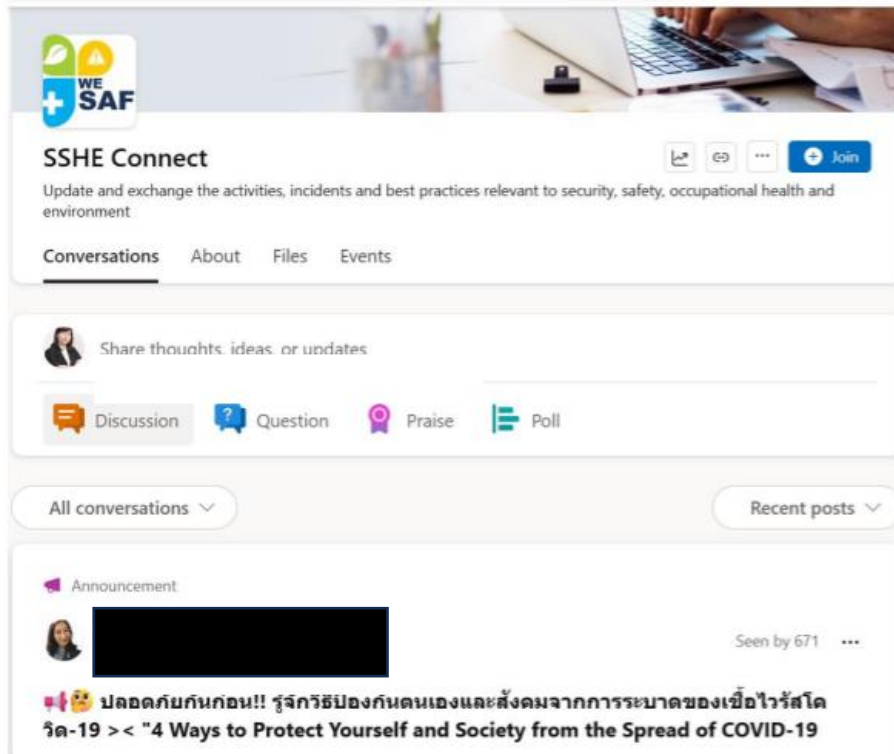 WE
SAF
SSHE Connect
Join
Update and exchange the activities, incidents and best practices relevant to security, safety, occupational health and
environment
Conversations About Files Events
Share thoughts, ideas, or updates
Discussion Question Praise Poll
All conversations Recent posts
Announcement
Seen by 671
ปลอดภัยกันก่อน!! รู้จักวิธีป้องกันตนเองและสังคมจากการระบาดของเชื้อไวรัสโค
วิด-19 >< "4 Ways to Protect Yourself and Society from the Spread of COVID-19